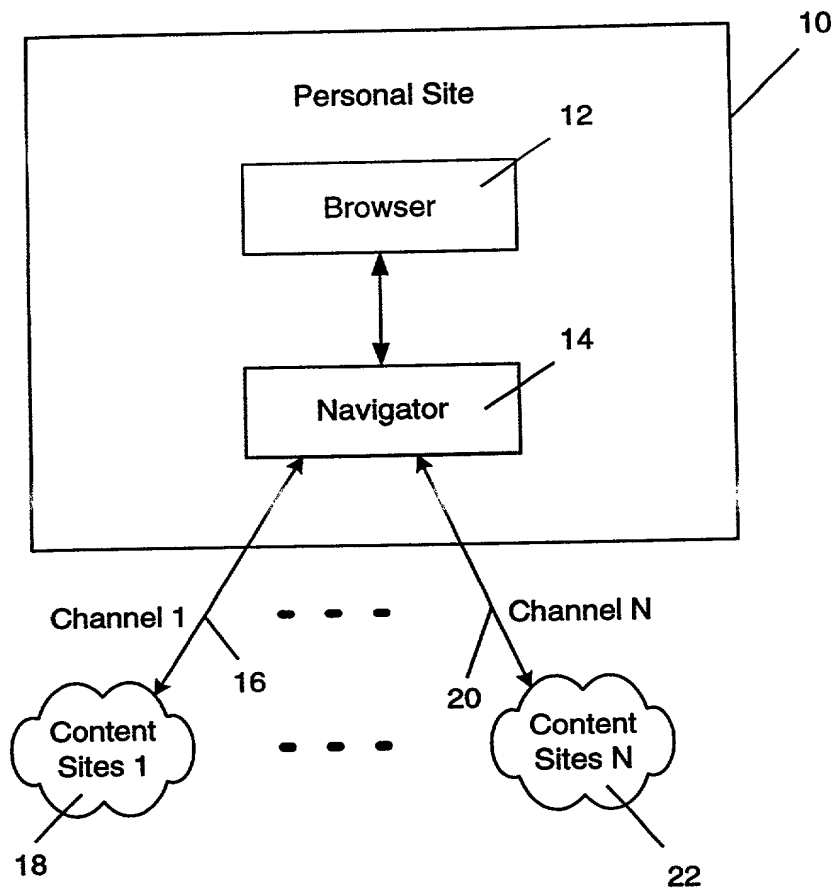 10
Personal Site
12
Browser
14
Navigator
Channel 1
Channel N
16
20
Content
Sites 1
Content
Sites N
18
22